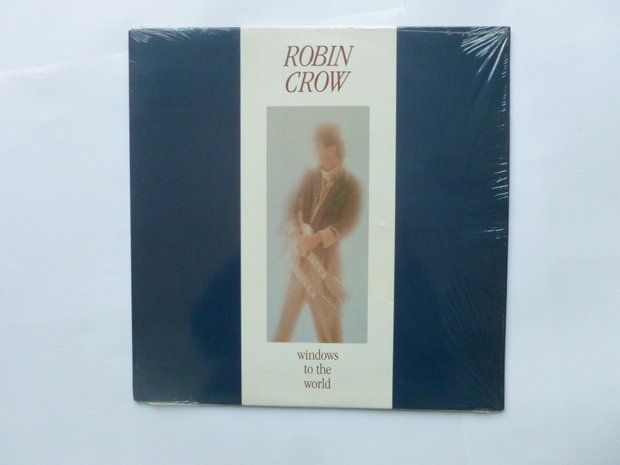 ROBIN
CROW
windows
to the
world